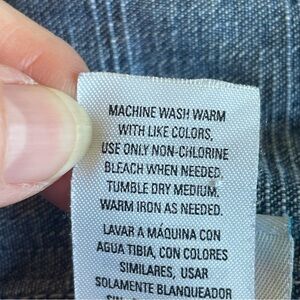 MACHINE WASH WARM
WITH LIKE COLORS,
USE ONLY NON-CHLORINE
BLEACH WHEN NEEDED.
TUMBLE DRY MEDIUM.
WARM IRON AS NEEDED.
LAVAR A MÁQUINA CON
AGUA TIBIA, CON COLORES
SIMILARES, USAR
SOLAMENTE BLANQUEADOR